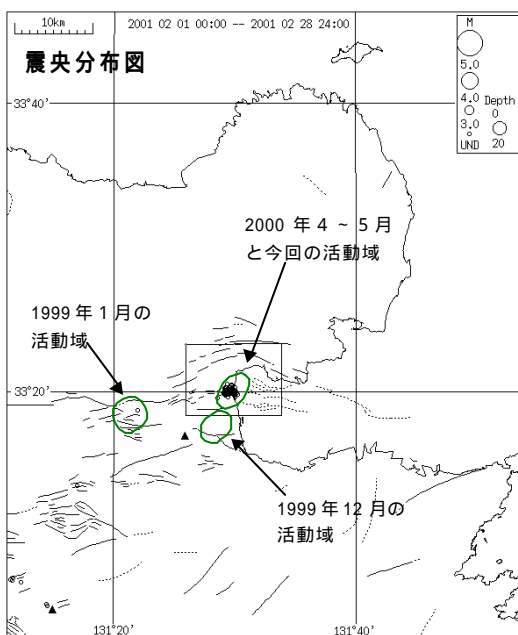 10km
2001 02 01 00:00 -- 2001 02 28 24:00
M
5.0
4.0
3.0
UND
Depth
0
20
震央分布図
33°40'
2000 年 4 ~ 5 月
と今回の活動域
1999 年 1 月の
活動域
33°20'
1999 年 12 月の
活動域
131°20'
131°40'